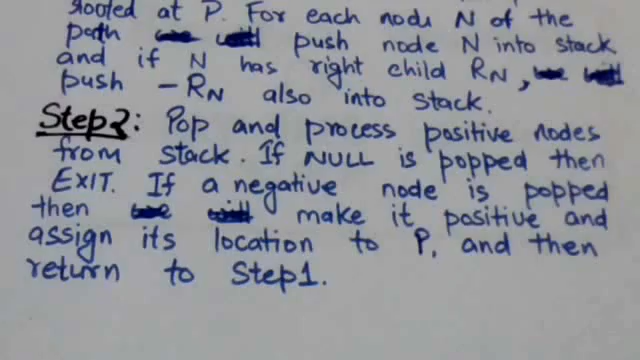 rooted at P. For each node N of the
path push node N into stack
and if N has right child RN,
push -RN also into stack.
Step2: Pop and process positive nodes
from stack. If NULL is popped then
EXIT. If a negative node is popped
then make it positive and
assign its location to P, and then
return to Step1.